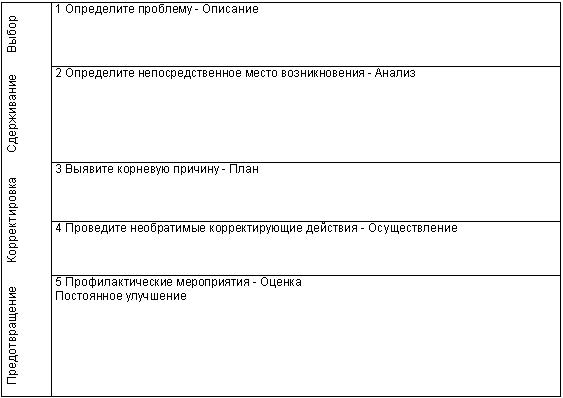 Выбор
1 Определите проблему - Описание
Сдерживание
2 Определите непосредственное место возникновения - Анализ
Корректировка
3 Выявите корневую причину - План
4 Проведите необратимые корректирующие действия - Осуществление
Предотвращение
5 Профилактические мероприятия - Оценка
Постоянное улучшение